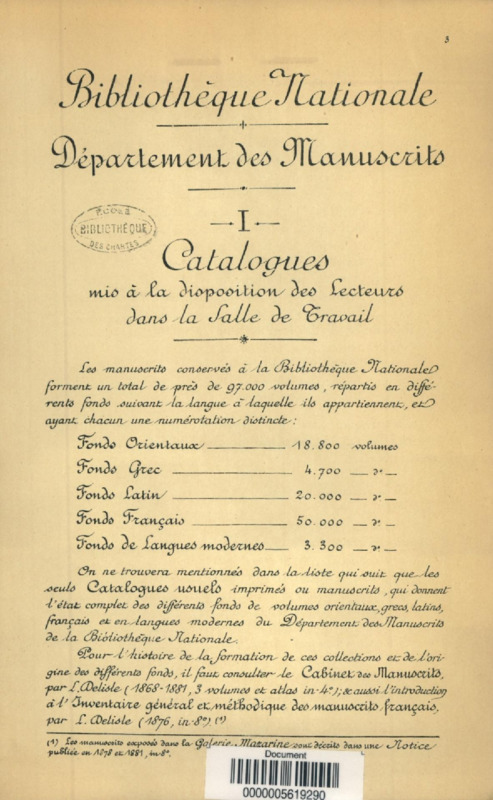 3
Bibliothèque Nationale
Département des Manuscrits
I
ÉCOLE
BIBLIOTHÈQUE
DES CHARTES
Catalogues
mis à la disposition des Lecteurs
dans la Salle de Travail
Les manuscrits conservés à la Bibliothèque Nationale
forment un total de près de 97.000 volumes, répartis en diffé-
rents fonds suivant la langue à laquelle ils appartiennent, et
ayant chacun une numérotation distincte:
Fonds Orientaux 18.800 volumes
Fonds Grec 4.700 — do —
Fonds Latin 20.000 — do —
Fonds Français 50.000 — do —
Fonds de Langues modernes 3.300 — do —
On ne trouvera mentionnés dans la liste qui suit que les
seuls Catalogues usuels imprimés ou manuscrits, qui donnent
l'état complet des différents fonds de volumes orientaux, grecs, latins,
français et en langues modernes du Département des Manuscrits
de la Bibliothèque Nationale.
Pour l'histoire de la formation de ces collections et de l'ori-
gine des différents fonds, il faut consulter le Cabinet des Manuscrits,
par L. Delisle (1868-1881, 3 volumes et atlas in-4º); & aussi l'introduction
à l'Inventaire général et méthodique des manuscrits français,
par L. Delisle (1876, in-8º) (1)
(1) Les manuscrits exposés dans la Galerie Mazarine sont décrits dans une Notice
publiée en 1878 et 1881, in-8º.
Document
0000005619290